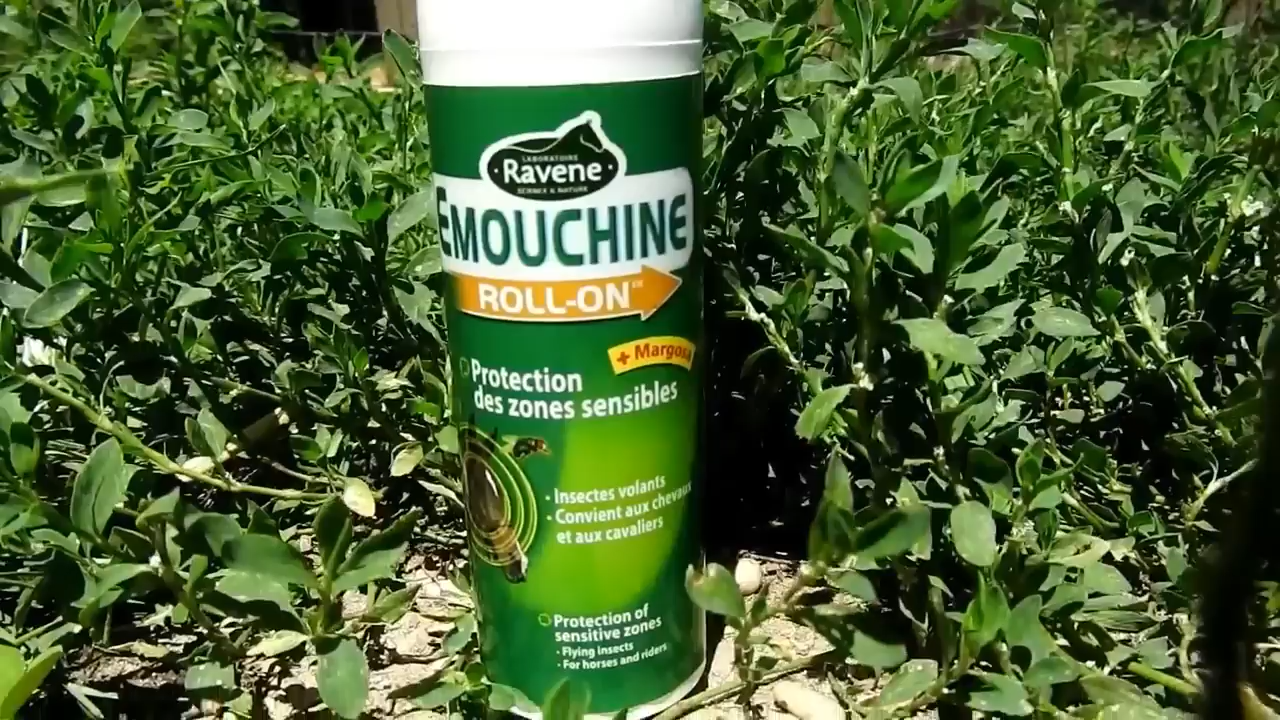 LABORATOIRE
Ravene
SCIENCE & NATURE
EMOUCHINE
ROLL-ON
+ Margosa
Protection
des zones sensibles
• Insectes volants
• Convient aux chevaux
et aux cavaliers
Protection of
sensitive zones
• Flying insects
• For horses and riders